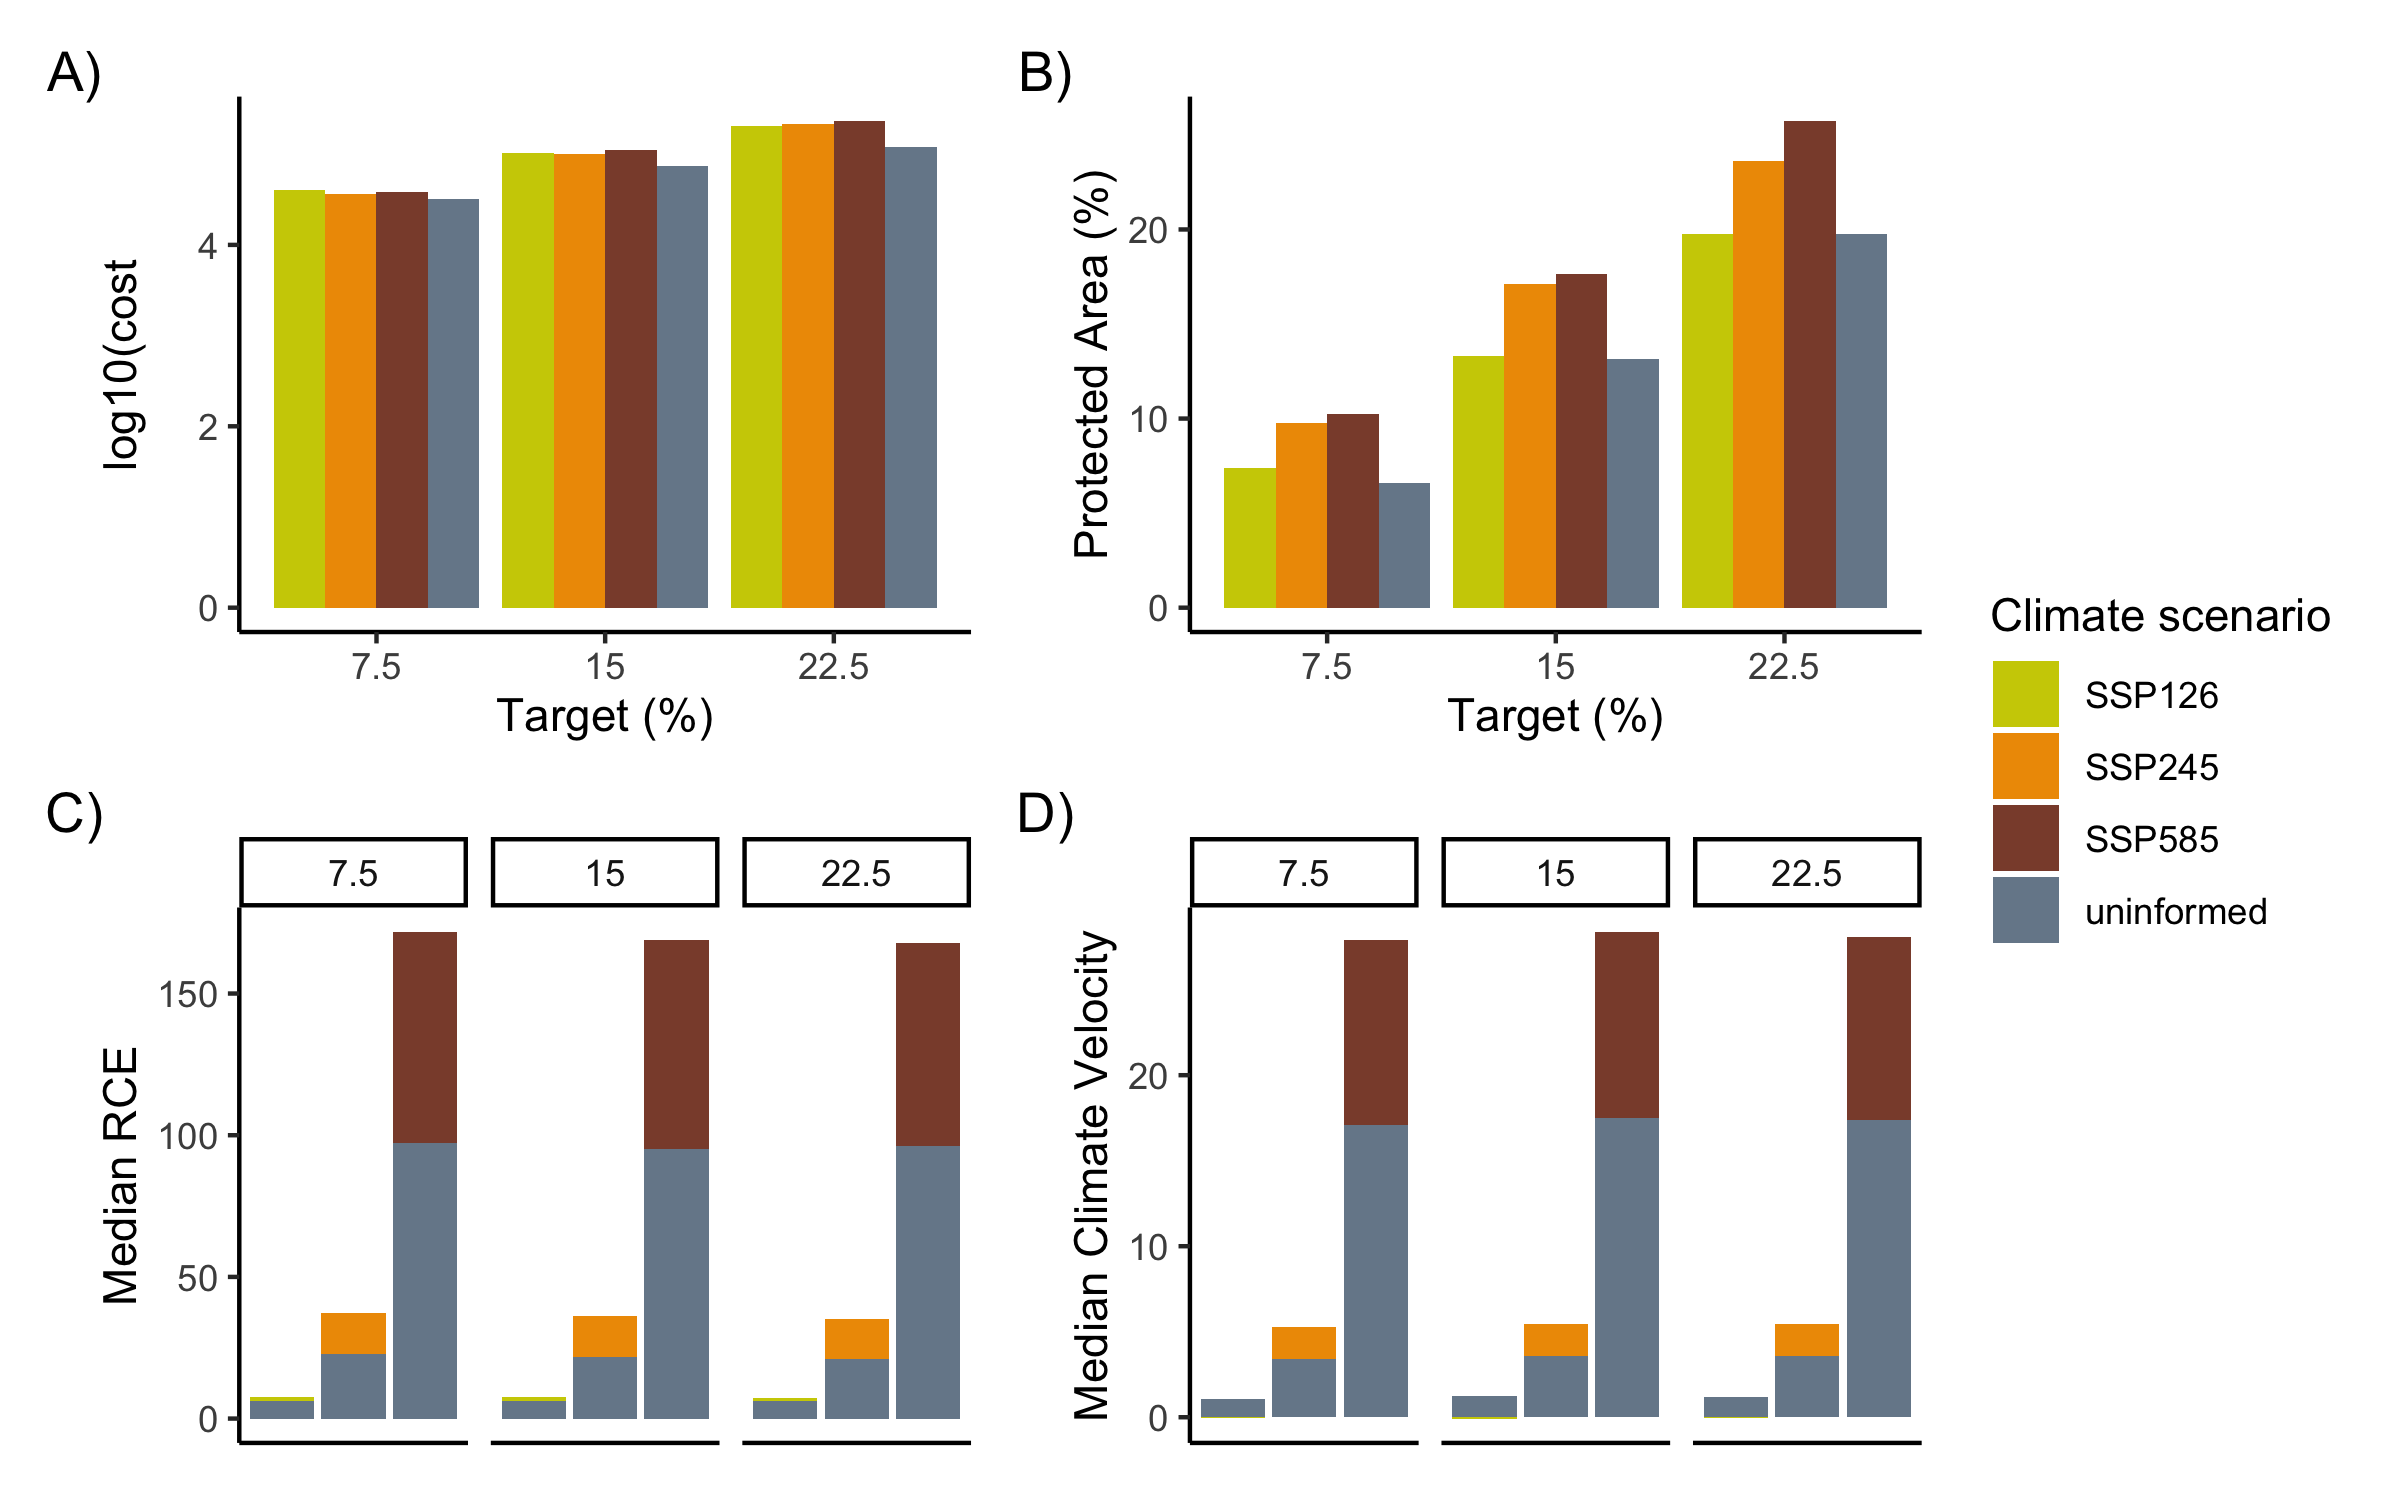 A)
log10(cost
4
2
0
7.5 15 22.5
Target (%)
B)
Protected Area (%)
20
10
0
7.5 15 22.5
Target (%)
C)
7.5 15 22.5
Median RCE
150
100
50
0
D)
7.5 15 22.5
Median Climate Velocity
20
10
0
Climate scenario
SSP126
SSP245
SSP585
uninformed